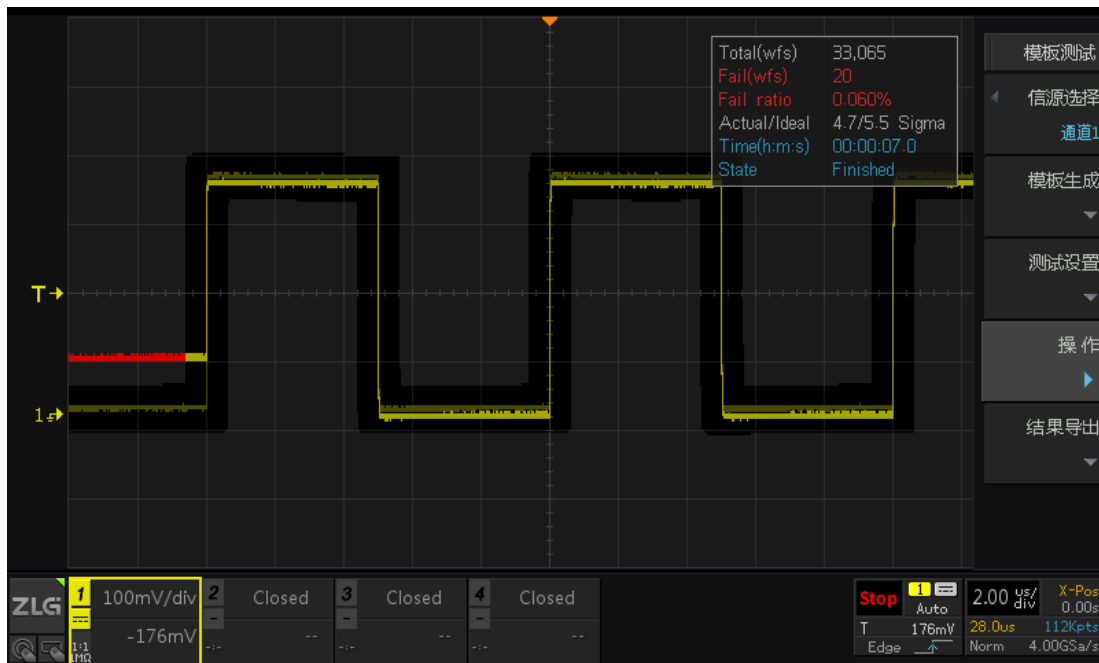 Total(wfs) 33,065
Fail(wfs) 20
Fail ratio 0.060%
Actual/Ideal 4.7/5.5 Sigma
Time(h:m:s) 00:00:07.0
State Finished
模板测试
信源选择
通道1
模板生成
测试设置
操作
结果导出
T
1
ZLG
1 100mV/div
-176mV
1:1
1MΩ
2 Closed
--
-:-
3 Closed
--
-:-
4 Closed
--
-:-
Stop 1 Auto
T 176mV
Edge
2.00 us/div
X-Pos
0.00s
28.0us 112Kpts
Norm 4.00GSa/s